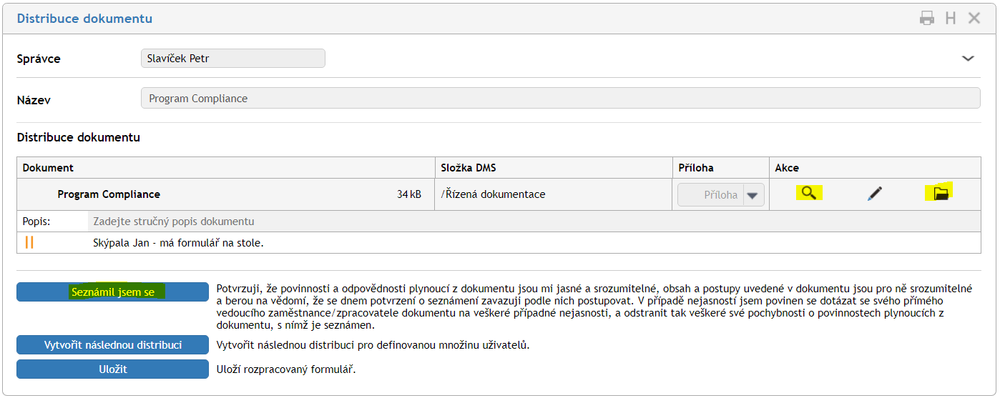 Distribuce dokumentu
H
Správce Slavíček Petr
Název Program Compliance
Distribuce dokumentu
Dokument Složka DMS Příloha Akce
Program Compliance 34 kB /Řízená dokumentace Příloha
Popis: Zadejte stručný popis dokumentu
Skýpala Jan - má formulář na stole.
Seznámil jsem se
Potvrzuji, že povinnosti a odpovědnosti plynoucí z dokumentu jsou mi jasné a srozumitelné, obsah a postupy uvedené v dokumentu jsou pro ně srozumitelné
a berou na vědomí, že se dnem potvrzení o seznámení zavazuji podle nich postupovat. V případě nejasností jsem povinen se dotázat se svého přímého
vedoucího zaměstnance/zpracovatele dokumentu na veškeré případné nejasnosti, a odstranit tak veškeré své pochybnosti o povinnostech plynoucích z
dokumentu, s nímž je seznámen.
Vytvořit následnou distribuci Vytvořit následnou distribuci pro definovanou množinu uživatelů.
Uložit Uloží rozpracovaný formulář.